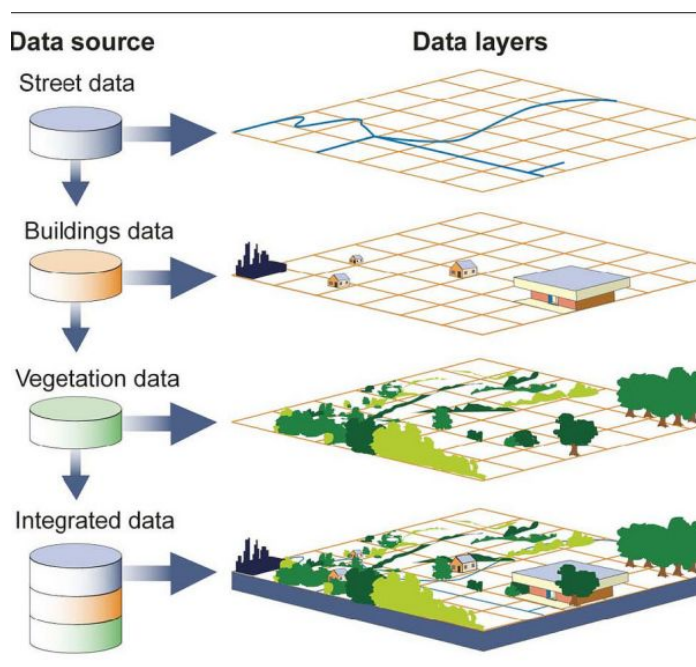 Data source
Data layers
Street data
Buildings data
Vegetation data
Integrated data